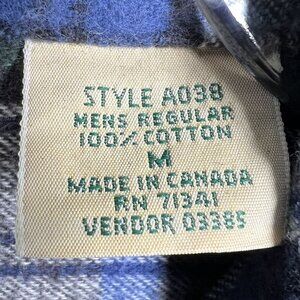 STYLE A038
MENS REGULAR
100% COTTON
M
MADE IN CANADA
RN 71341
VENDOR 03385